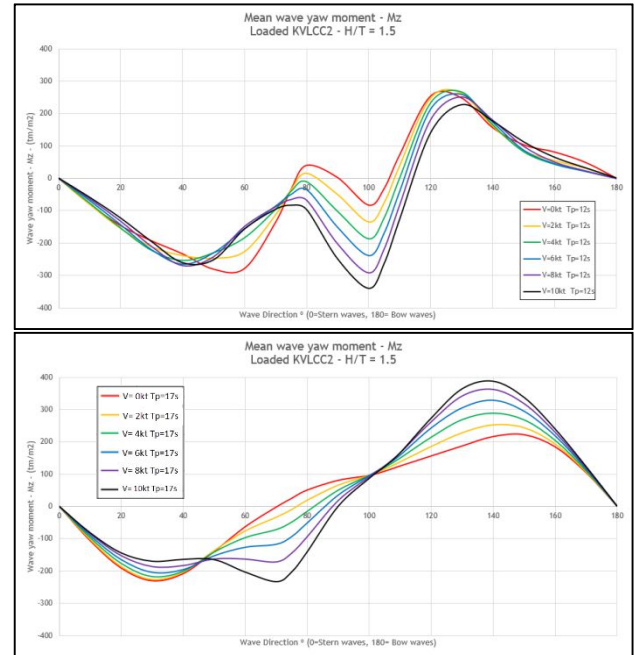 Mean wave yaw moment - Mz
Loaded KVLCC2 - H/T = 1.5
Wave yaw moment - Mz - (tm/m2)
400
300
200
100
0
-100
-200
-300
-400
0 20 40 60 80 100 120 140 160 180
V=0kt Tp=12s
V=2kt Tp=12s
V=4kt Tp=12s
V=6kt Tp=12s
V=8kt Tp=12s
V=10kt Tp=12s
Wave Direction ° (0=Stern waves, 180= Bow waves)
Mean wave yaw moment - Mz
Loaded KVLCC2 - H/T = 1.5
Wave yaw moment - Mz - (tm/m2)
400
300
200
100
0
-100
-200
-300
-400
0 20 40 60 80 100 120 140 160 180
V= 0kt Tp=17s
V= 2kt Tp=17s
V= 4kt Tp=17s
V= 6kt Tp=17s
V= 8kt Tp=17s
V= 10kt Tp=17s
Wave Direction ° (0=Stern waves, 180= Bow waves)